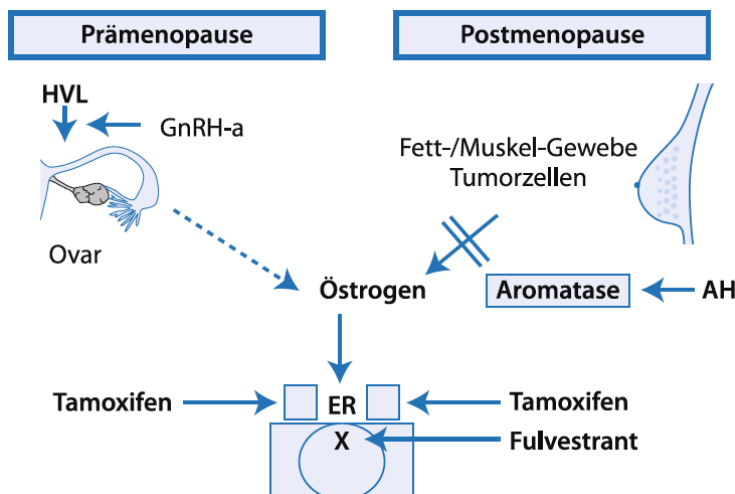 Prämenopause
Postmenopause
HVL
GnRH-a
Ovar
Fett-/Muskel-Gewebe
Tumorzellen
Östrogen
Aromatase
AH
Tamoxifen
ER
Tamoxifen
X
Fulvestrant